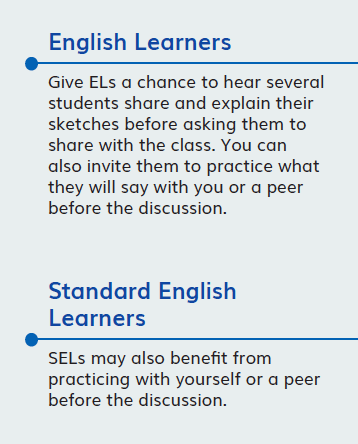 English Learners
Give ELs a chance to hear several
students share and explain their
sketches before asking them to
share with the class. You can
also invite them to practice what
they will say with you or a peer
before the discussion.
Standard English
Learners
SELs may also benefit from
practicing with yourself or a peer
before the discussion.